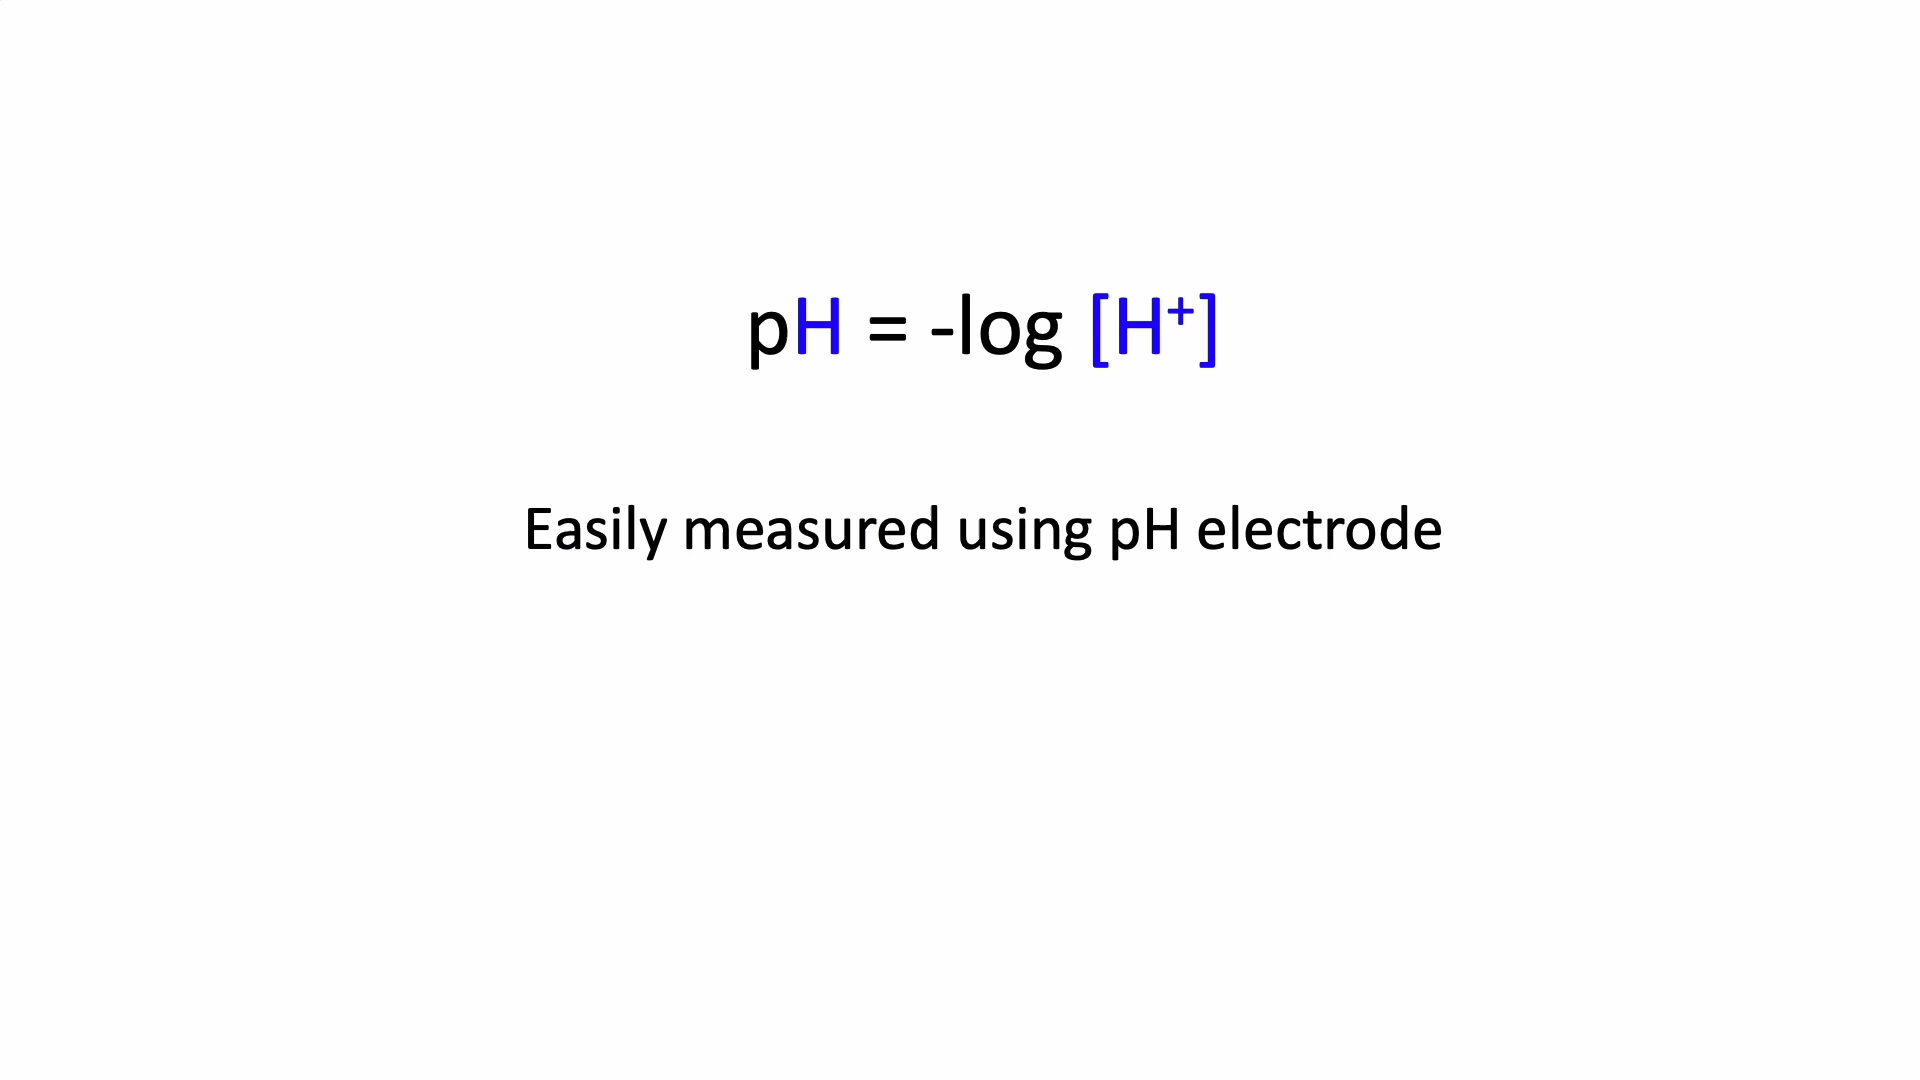 pH = -log [H⁺]
Easily measured using pH electrode